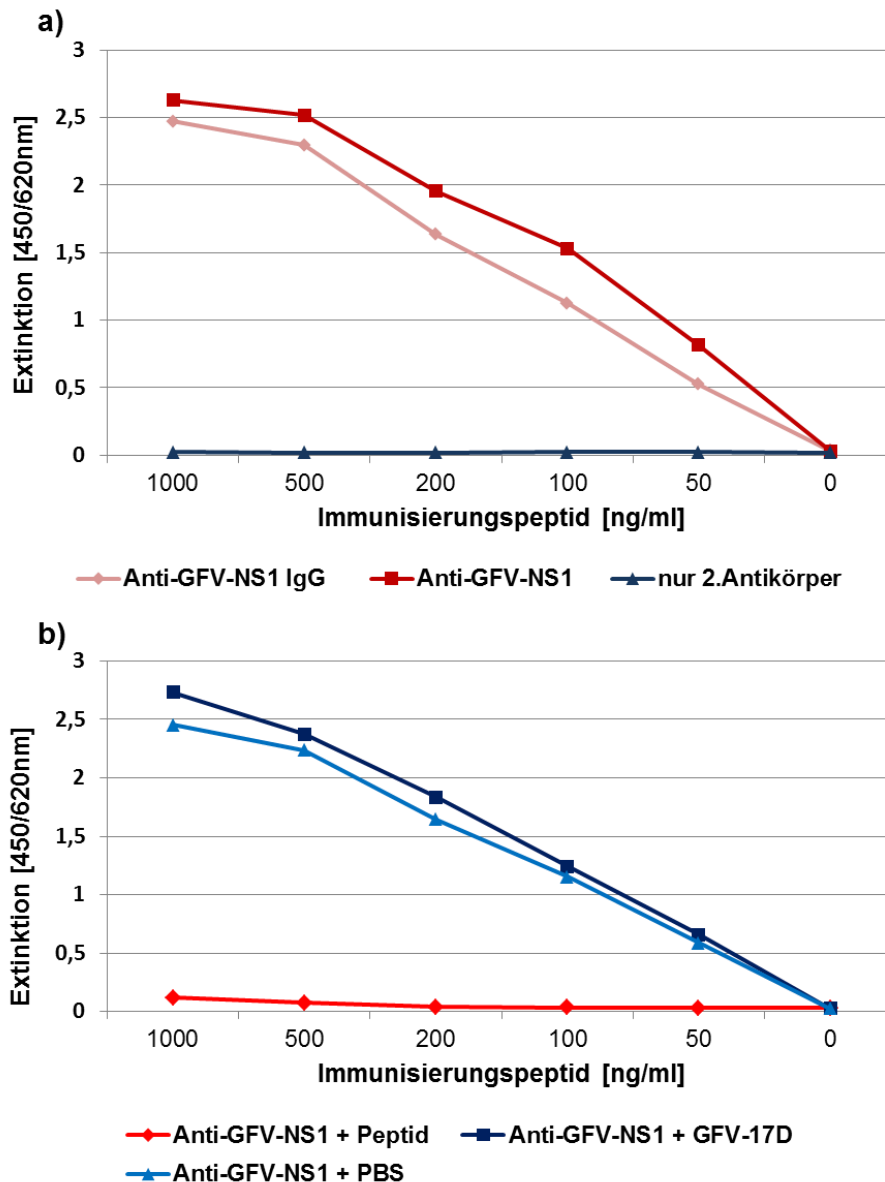 a)
3
2,5
2
1,5
1
0,5
0
Extinktion [450/620nm]
1000 500 200 100 50 0
Immunisierungspeptid [ng/ml]
Anti-GFV-NS1 IgG Anti-GFV-NS1 nur 2.Antikörper
b)
3
2,5
2
1,5
1
0,5
0
Extinktion [450/620nm]
1000 500 200 100 50 0
Immunisierungspeptid [ng/ml]
Anti-GFV-NS1 + Peptid Anti-GFV-NS1 + GFV-17D
Anti-GFV-NS1 + PBS